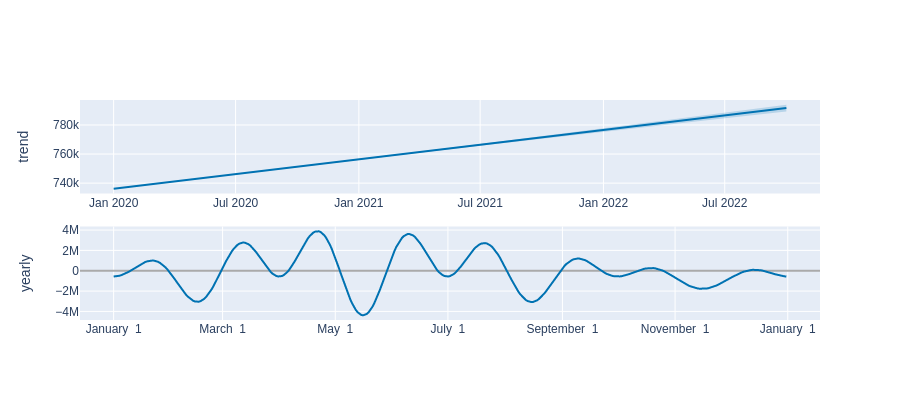 trend
780k
760k
740k
Jan 2020 Jul 2020 Jan 2021 Jul 2021 Jan 2022 Jul 2022
yearly
4M
2M
0
−2M
−4M
January 1 March 1 May 1 July 1 September 1 November 1 January 1